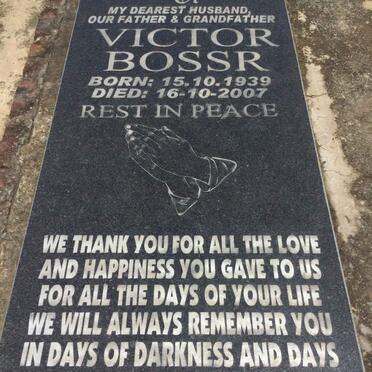 MY DEAREST HUSBAND,
OUR FATHER & GRANDFATHER
VICTOR
BOSSR
BORN: 15.10.1939
DIED: 16-10-2007
REST IN PEACE
WE THANK YOU FOR ALL THE LOVE
AND HAPPINESS YOU GAVE TO US
FOR ALL THE DAYS OF YOUR LIFE
WE WILL ALWAYS REMEMBER YOU
IN DAYS OF DARKNESS AND DAYS